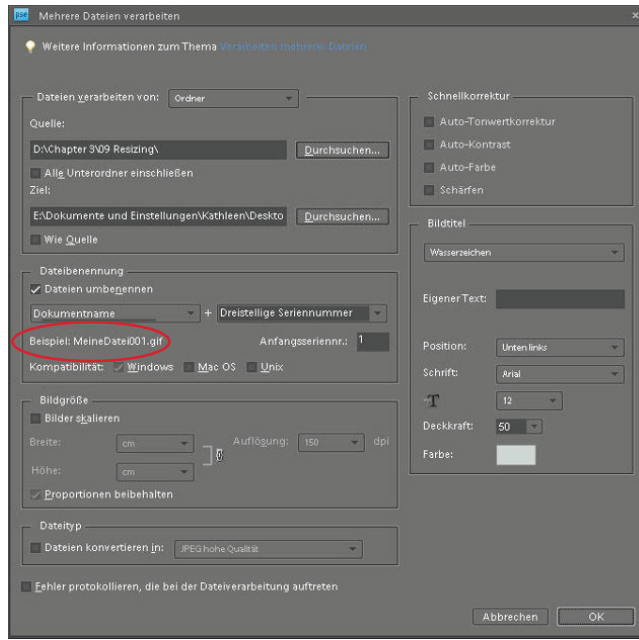 pse Mehrere Dateien verarbeiten x
Weitere Informationen zum Thema Verarbeiten mehrerer Dateien
Dateien verarbeiten von: Ordner
Quelle:
D:\Chapter 3\09 Resizing\ Durchsuchen...
Alle Unterordner einschließen
Ziel:
E:\Dokumente und Einstellungen\Kathleen\Deskto Durchsuchen...
Wie Quelle
Dateibenennung
Dateien umbenennen
Dokumentname + Dreistellige Seriennummer
Beispiel: MeineDatei001.gif Anfangsseriennr.: 1
Kompatibilität: Windows Mac OS Unix
Bildgröße
Bilder skalieren
Breite: cm Auflösung: 150 dpi
Höhe: cm
Proportionen beibehalten
Dateityp
Dateien konvertieren in: JPEG hohe Qualität
Fehler protokollieren, die bei der Dateiverarbeitung auftreten
Schnellkorrektur
Auto-Tonwertkorrektur
Auto-Kontrast
Auto-Farbe
Schärfen
Bildtitel
Wasserzeichen
Eigener Text:
Position: Unten links
Schrift: Arial
T 12
Deckkraft: 50
Farbe:
Abbrechen OK